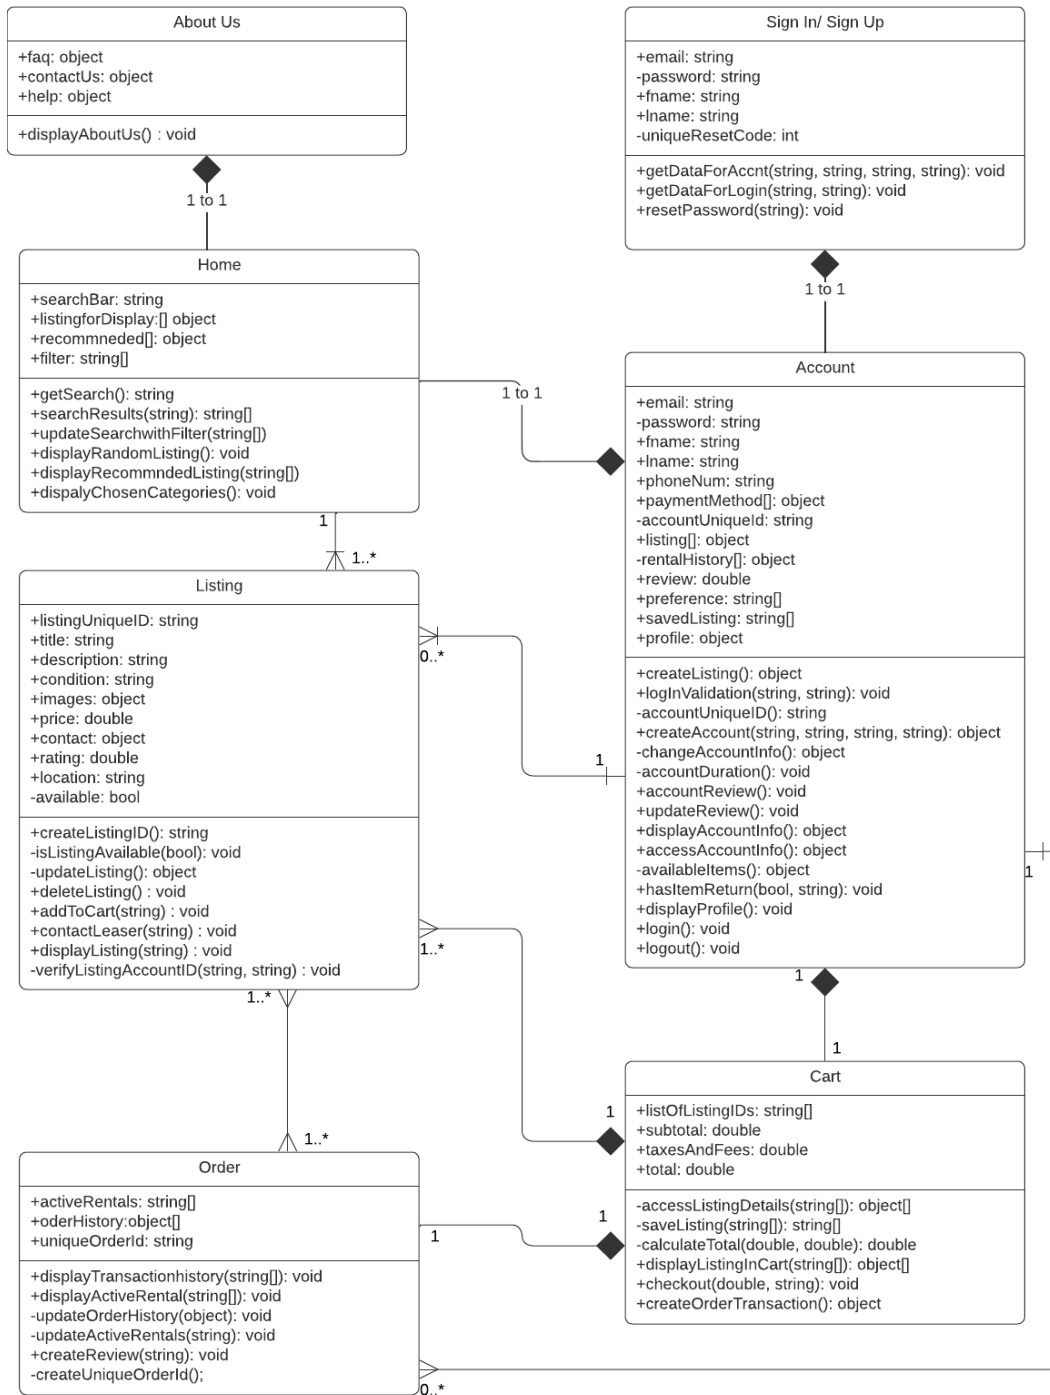 About Us
+faq: object
+contactUs: object
+help: object
+displayAboutUs() : void
1 to 1
Sign In/ Sign Up
+email: string
-password: string
+fname: string
+lname: string
-uniqueResetCode: int
+getDataForAccnt(string, string, string, string): void
+getDataForLogin(string, string): void
+resetPassword(string): void
1 to 1
Home
+searchBar: string
+listingforDisplay:[] object
+recommneded[]: object
+filter: string[]
+getSearch(): string
+searchResults(string): string[]
+updateSearchwithFilter(string[])
+displayRandomListing(): void
+displayRecommndedListing(string[])
+dispalyChosenCategories(): void
1 to 1
1
1..*
Account
+email: string
-password: string
+fname: string
+lname: string
+phoneNum: string
+paymentMethod[]: object
-accountUniqueId: string
+listing[]: object
-rentalHistory[]: object
+review: double
+preference: string[]
+savedListing: string[]
+profile: object
+createListing(): object
+logInValidation(string, string): void
-accountUniqueID(): string
+createAccount(string, string, string, string): object
-changeAccountInfo(): object
-accountDuration(): void
+accountReview(): void
+updateReview(): void
+displayAccountInfo(): object
+accessAccountInfo(): object
-availableItems(): object
+hasItemReturn(bool, string): void
+displayProfile(): void
+login(): void
+logout(): void
1
1
1
1
Listing
+listingUniqueID: string
+title: string
+description: string
+condition: string
+images: object
+price: double
+contact: object
+rating: double
+location: string
-available: bool
+createListingID(): string
-isListingAvailable(bool): void
-updateListing(): object
+deleteListing() : void
+addToCart(string) : void
+contactLeaser(string) : void
+displayListing(string) : void
-verifyListingAccountID(string, string) : void
0..*
1..*
1..*
1..*
Cart
+listOfListingIDs: string[]
+subtotal: double
+taxesAndFees: double
+total: double
-accessListingDetails(string[]): object[]
-saveListing(string[]): string[]
-calculateTotal(double, double): double
+displayListingInCart(string[]): object[]
+checkout(double, string): void
+createOrderTransaction(): object
1
1
1
Order
+activeRentals: string[]
+oderHistory:object[]
+uniqueOrderId: string
+displayTransactionhistory(string[]): void
+displayActiveRental(string[]): void
-updateOrderHistory(object): void
-updateActiveRentals(string): void
+createReview(string): void
-createUniqueOrderId();
0..*